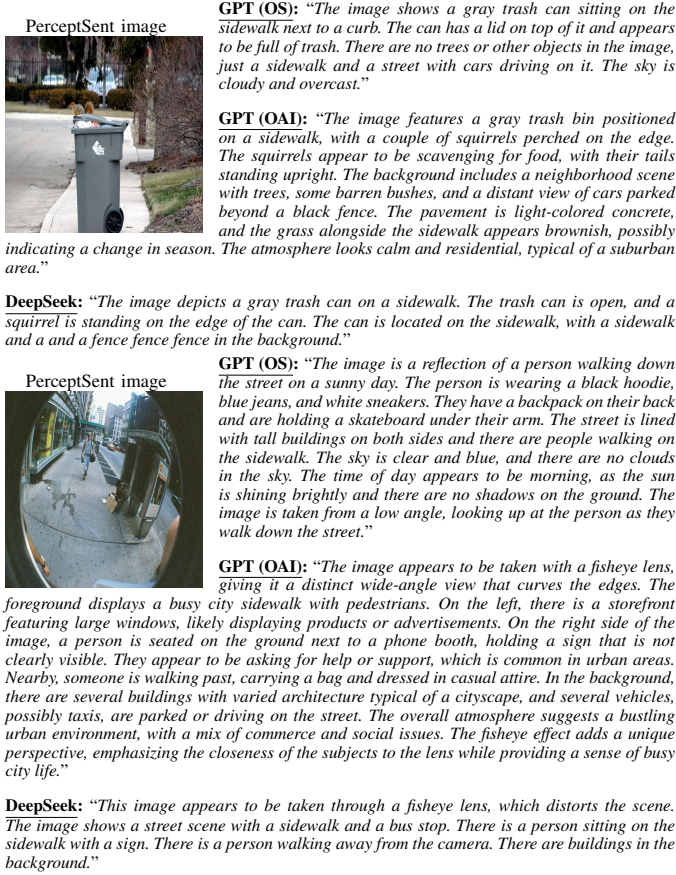 GPT (OS): “The image shows a gray trash can sitting on the
PerceptSent image
sidewalk next to a curb. The can has a lid on top of it and appears
to be full of trash. There are no trees or other objects in the image,
just a sidewalk and a street with cars driving on it. The sky is
cloudy and overcast.”
GPT (OAI): “The image features a gray trash bin positioned
on a sidewalk, with a couple of squirrels perched on the edge.
The squirrels appear to be scavenging for food, with their tails
standing upright. The background includes a neighborhood scene
with trees, some barren bushes, and a distant view of cars parked
beyond a black fence. The pavement is light-colored concrete,
and the grass alongside the sidewalk appears brownish, possibly
indicating a change in season. The atmosphere looks calm and residential, typical of a suburban
area.”
DeepSeek: “The image depicts a gray trash can on a sidewalk. The trash can is open, and a
squirrel is standing on the edge of the can. The can is located on the sidewalk, with a sidewalk
and a and a fence fence fence in the background.”
GPT (OS): “The image is a reflection of a person walking down
PerceptSent image
the street on a sunny day. The person is wearing a black hoodie,
blue jeans, and white sneakers. They have a backpack on their back
and are holding a skateboard under their arm. The street is lined
with tall buildings on both sides and there are people walking on
the sidewalk. The sky is clear and blue, and there are no clouds
in the sky. The time of day appears to be morning, as the sun
is shining brightly and there are no shadows on the ground. The
image is taken from a low angle, looking up at the person as they
walk down the street.”
GPT (OAI): “The image appears to be taken with a fisheye lens,
giving it a distinct wide-angle view that curves the edges. The
foreground displays a busy city sidewalk with pedestrians. On the left, there is a storefront
featuring large windows, likely displaying products or advertisements. On the right side of the
image, a person is seated on the ground next to a phone booth, holding a sign that is not
clearly visible. They appear to be asking for help or support, which is common in urban areas.
Nearby, someone is walking past, carrying a bag and dressed in casual attire. In the background,
there are several buildings with varied architecture typical of a cityscape, and several vehicles,
possibly taxis, are parked or driving on the street. The overall atmosphere suggests a bustling
urban environment, with a mix of commerce and social issues. The fisheye effect adds a unique
perspective, emphasizing the closeness of the subjects to the lens while providing a sense of busy
city life.”
DeepSeek: “This image appears to be taken through a fisheye lens, which distorts the scene.
The image shows a street scene with a sidewalk and a bus stop. There is a person sitting on the
sidewalk with a sign. There is a person walking away from the camera. There are buildings in the
background.”